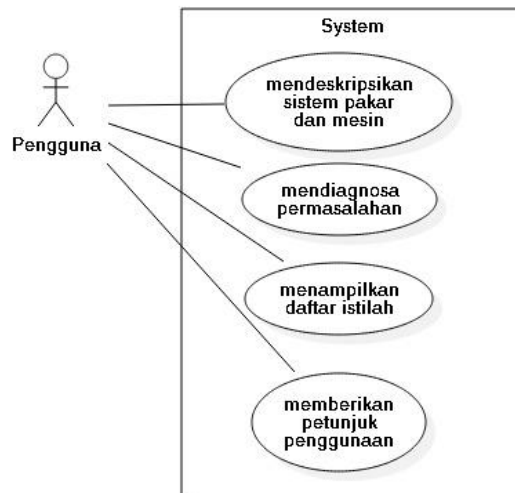 System
mendeskripsikan
sistem pakar
dan mesin
Pengguna
mendiagnosa
permasalahan
menampilkan
daftar istilah
memberikan
petunjuk
penggunaan